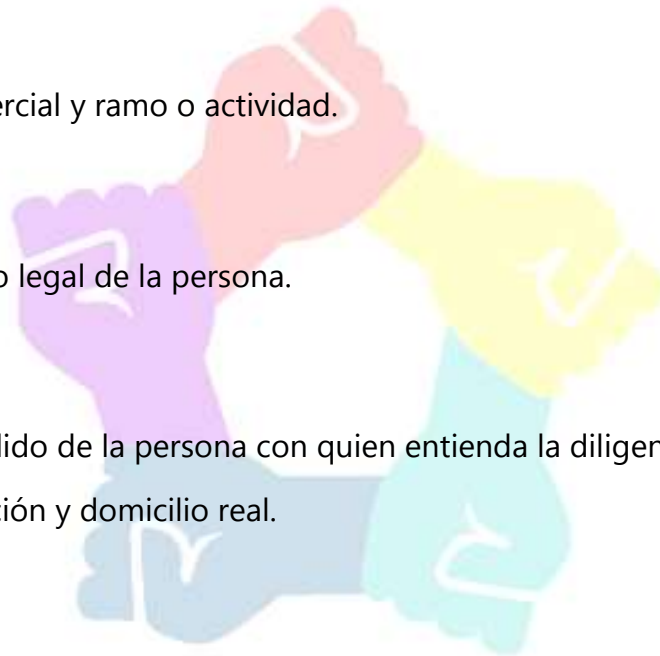 ercial y ramo o actividad.
o legal de la persona.
lido de la persona con quien entienda la diligen
ción y domicilio real.